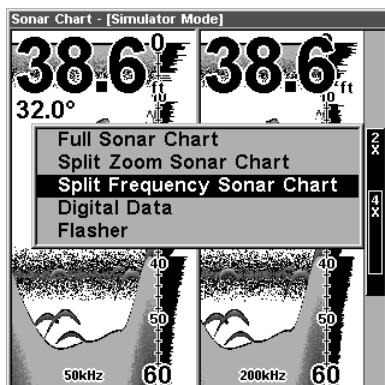 Sonar Chart - [Simulator Mode]
38.6 ft
38.6 ft
0
10
32.0°
Full Sonar Chart
Split Zoom Sonar Chart
Split Frequency Sonar Chart
Digital Data
Flasher
2X
4X
40
40
50
50
60
60
50kHz
200kHz